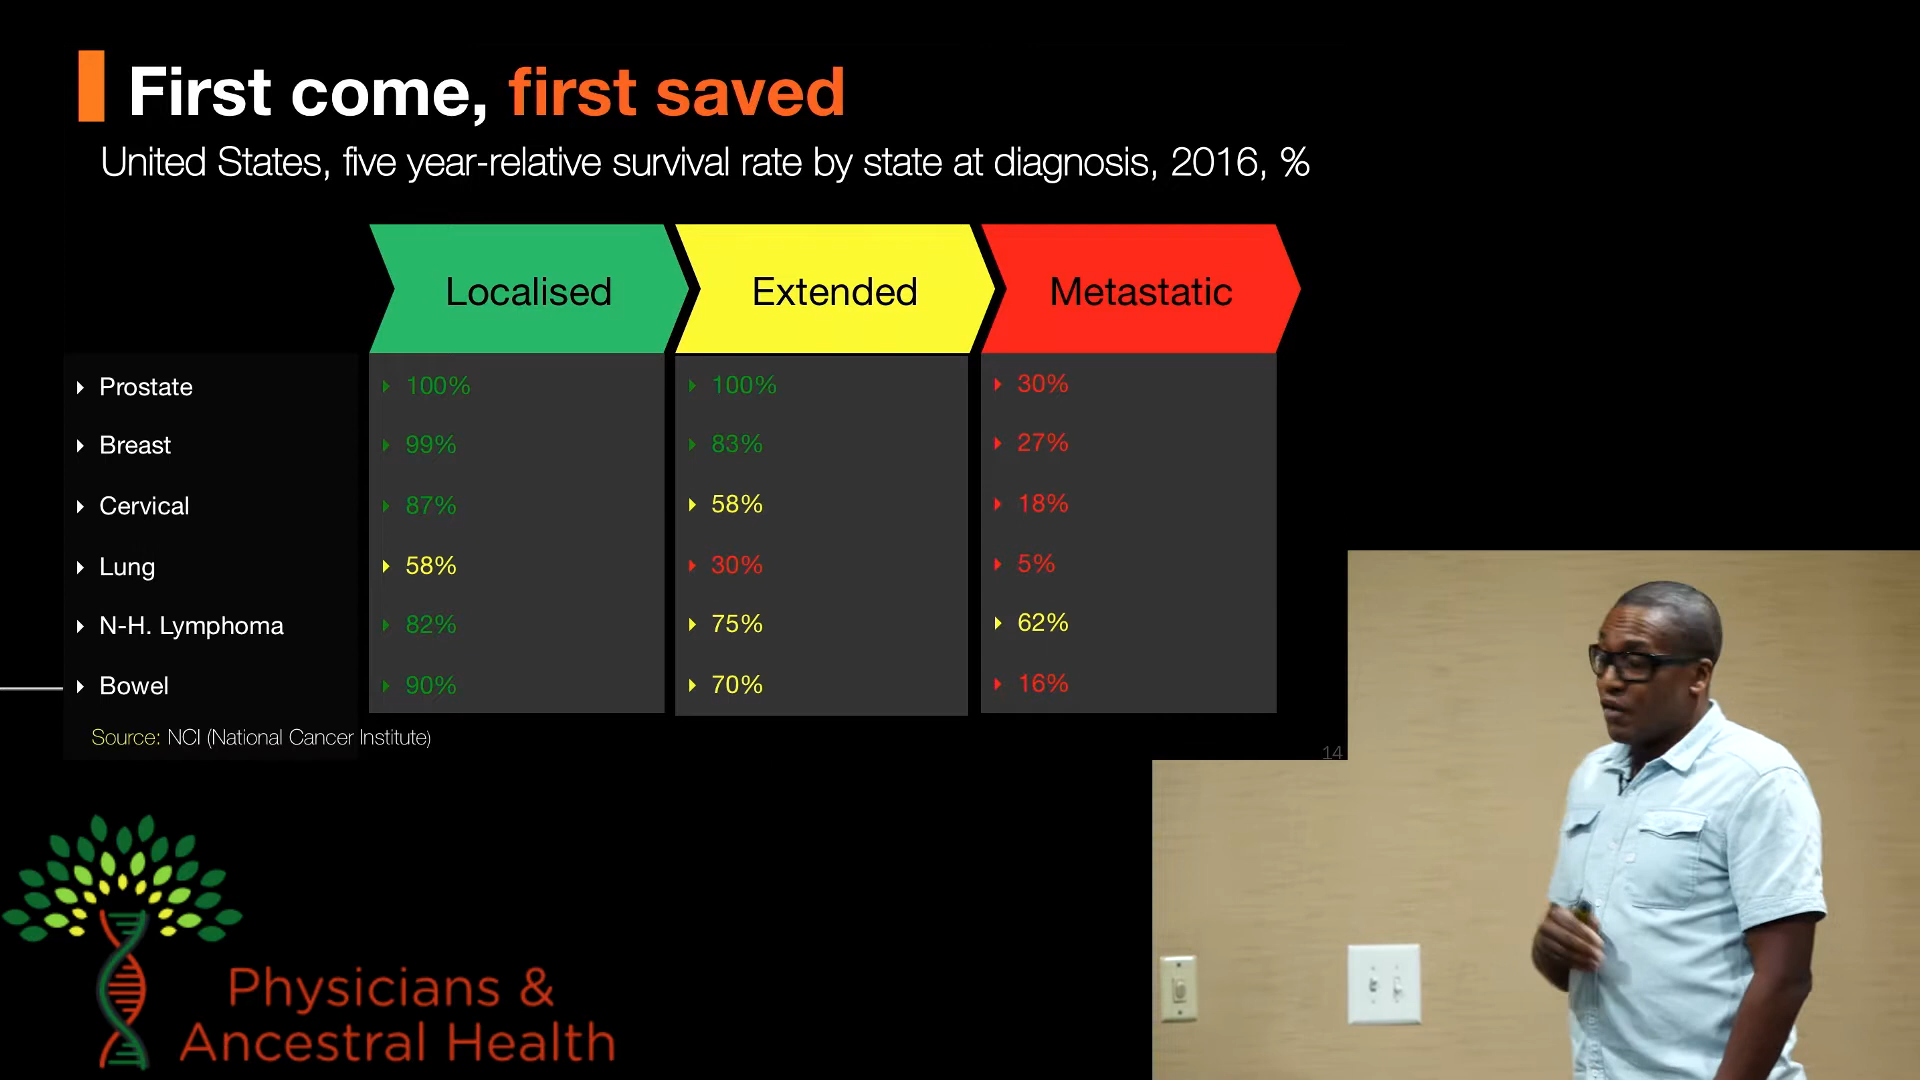 First come, first saved
United States, five year-relative survival rate by state at diagnosis, 2016, %
Localised Extended Metastatic
Prostate 100% 100% 30%
Breast 99% 83% 27%
Cervical 87% 58% 18%
Lung 58% 30% 5%
N-H. Lymphoma 82% 75% 62%
Bowel 90% 70% 16%
Source: NCI (National Cancer Institute)
14
Physicians &
Ancestral Health